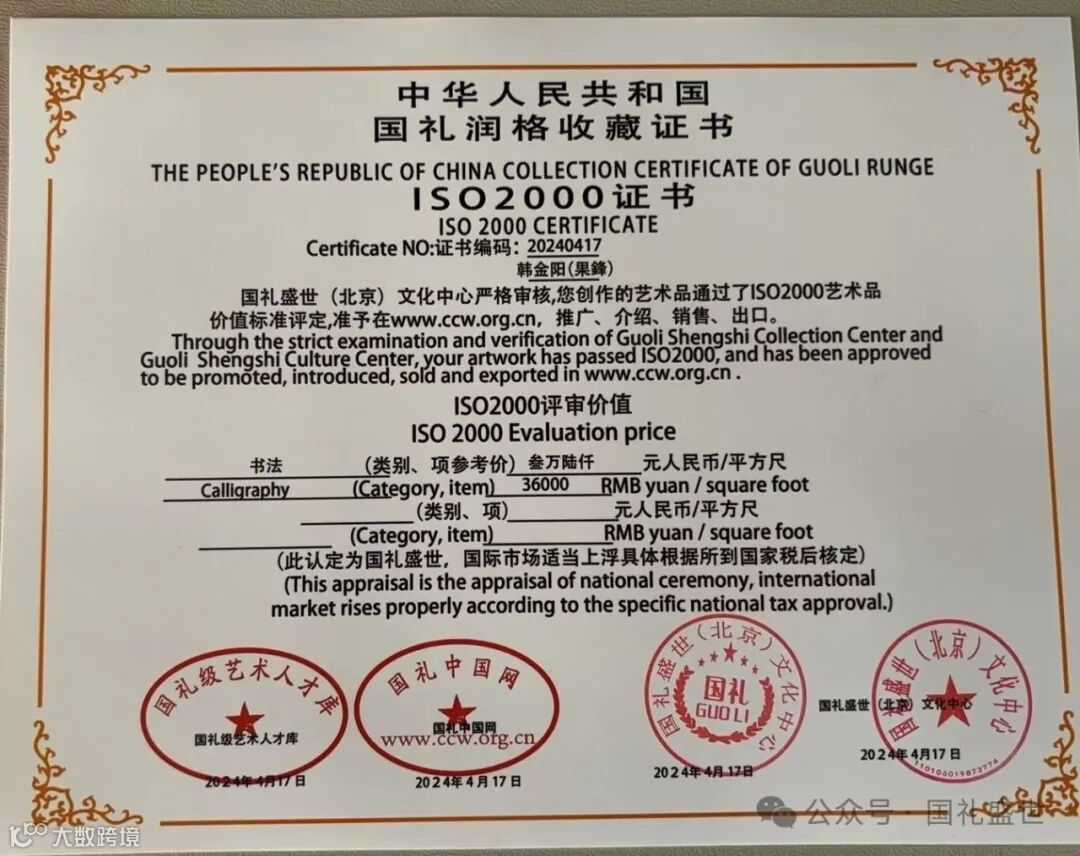 中华人民共和国
国礼润格收藏证书
THE PEOPLE'S REPUBLIC OF CHINA COLLECTION CERTIFICATE OF GUOLI RUNGE
ISO2000证书
ISO 2000 CERTIFICATE
Certificate NO:证书编码：20240417
韩金阳(果鋒)
国礼盛世（北京）文化中心严格审核,您创作的艺术品通过了ISO2000艺术品
价值标准评定,准予在www.ccw.org.cn，推广、介绍、销售、出口。
Through the strict examination and verification of Guoli Shengshi Collection Center and
Guoli Shengshi Culture Center, your artwork has passed ISO2000, and has been approved
to be promoted, introduced, sold and exported in www.ccw.org.cn .
ISO2000评审价值
ISO 2000 Evaluation price
书法 （类别、项参考价）叁万陆仟 元人民币/平方尺
Calligraphy (Category, item) 36000 RMB yuan / square foot
（类别、项） 元人民币/平方尺
(Category, item) RMB yuan / square foot
（此认定为国礼盛世，国际市场适当上浮具体根据所到国家税后核定）
(This appraisal is the appraisal of national ceremony, international
market rises properly according to the specific national tax approval.)
国礼级艺术人才库
国礼级艺术人才库
2024年4月17日
国礼中国网
国礼中国网
www.ccw.org.cn
2024年4月17日
国礼盛世（北京）文化中心
国礼
GUO LI
2024年4月17日
国礼盛世（北京）文化中心
国礼盛世（北京）文化中心
2024年4月17日
110106019873774
公众号·国礼盛世
大数跨境